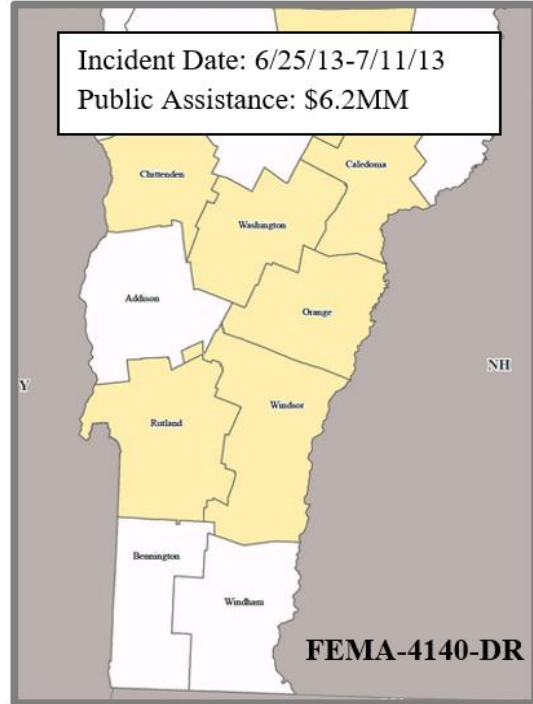 Incident Date: 6/25/13-7/11/13
Public Assistance: $6.2MM
Chittenden
Caledonia
Washington
Addison
Orange
NH
Y
Windsor
Rutland
Bennington
Windham
FEMA-4140-DR